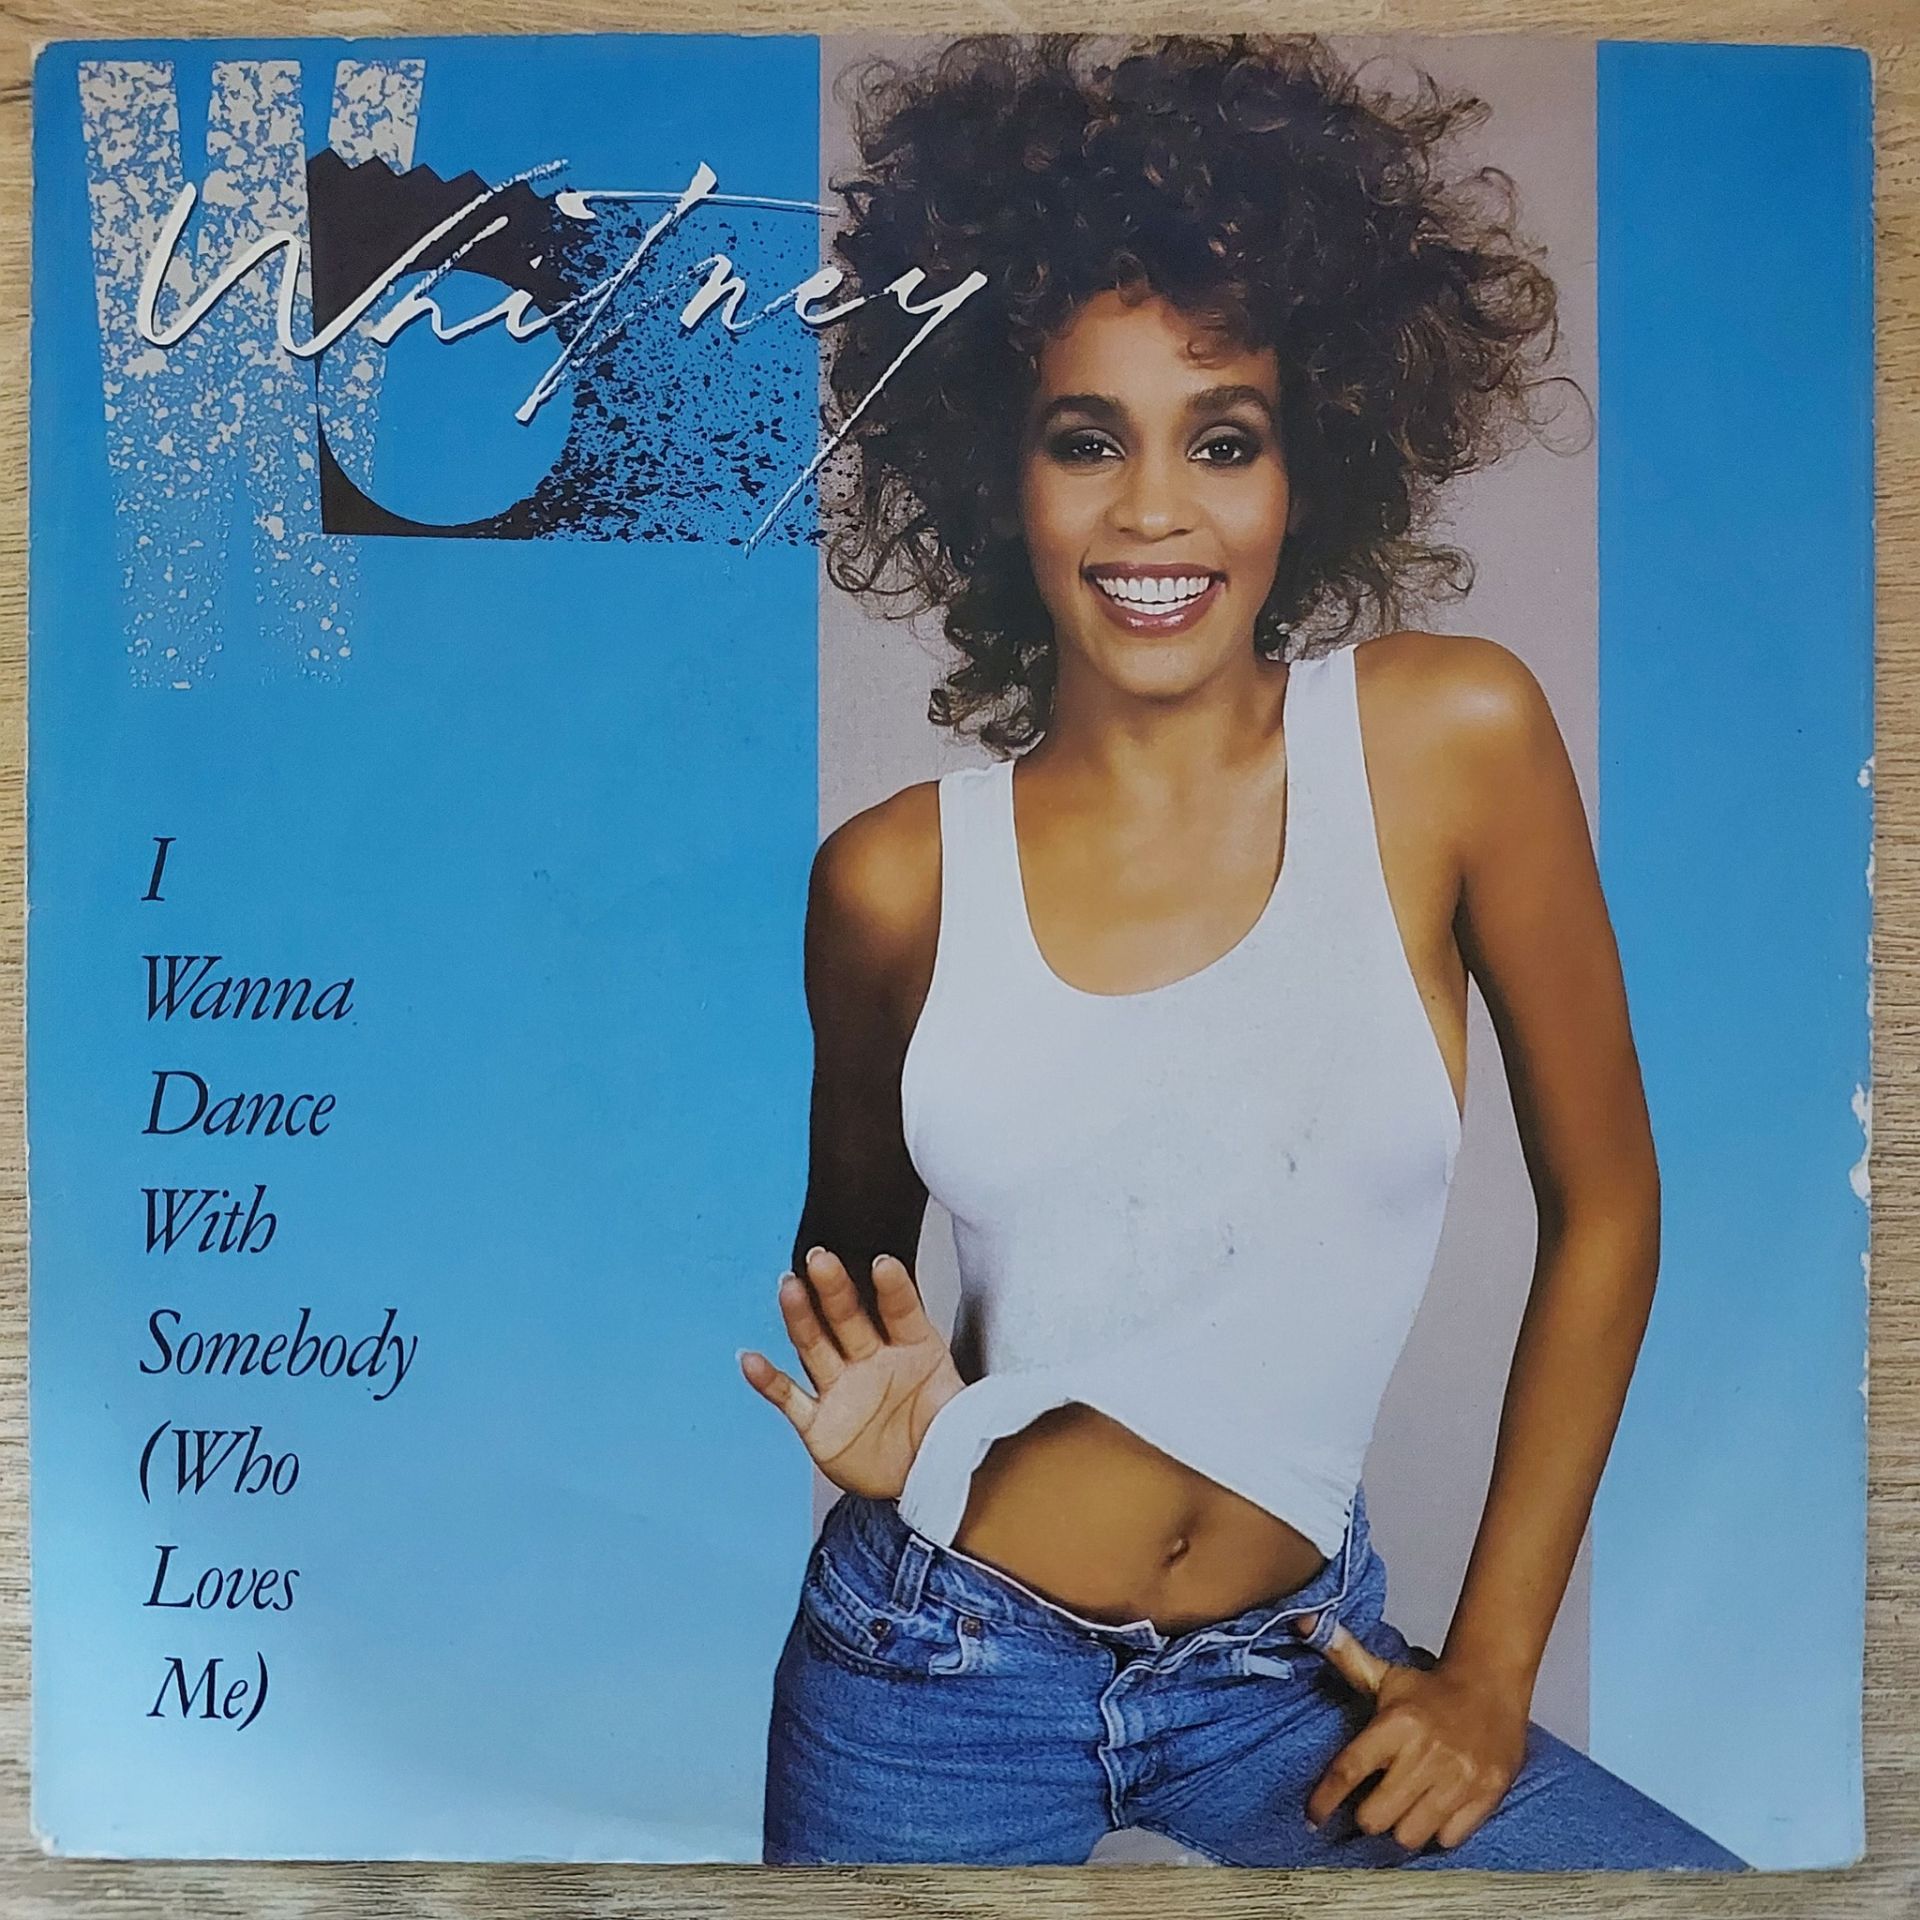 W
Whitney
I
Wanna
Dance
With
Somebody
(Who
Loves
Me)